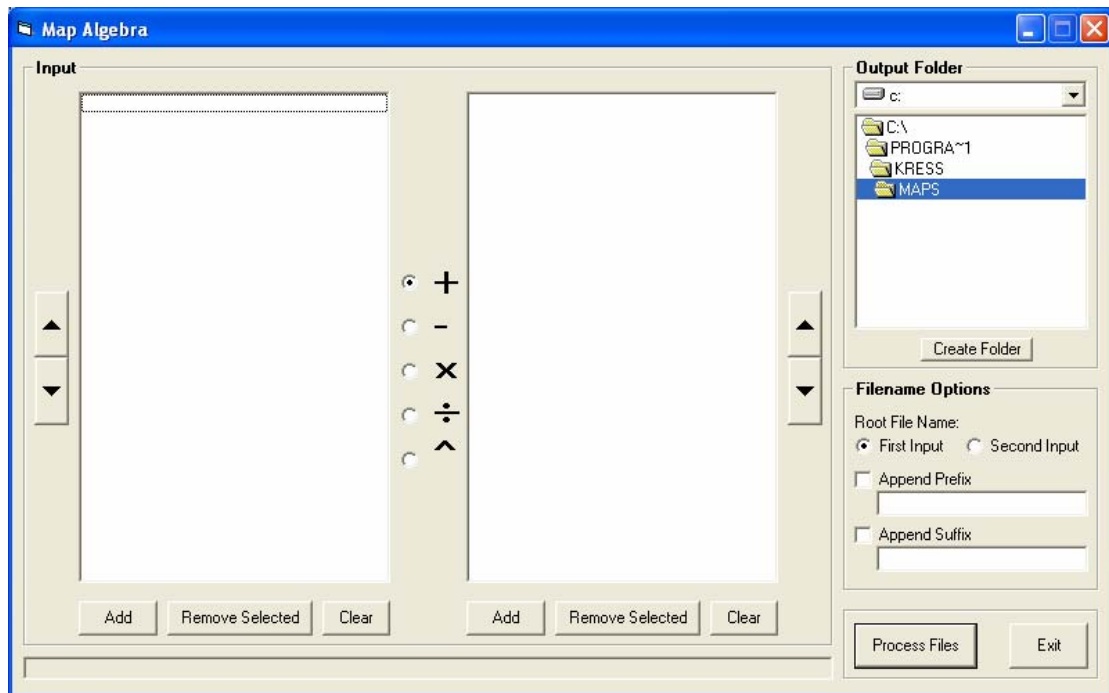 Map Algebra
Input
+
-
×
÷
^
Add
Remove Selected
Clear
Add
Remove Selected
Clear
Output Folder
c:
C:\
PROGRA~1
KRESS
MAPS
Create Folder
Filename Options
Root File Name:
First Input
Second Input
Append Prefix
Append Suffix
Process Files
Exit